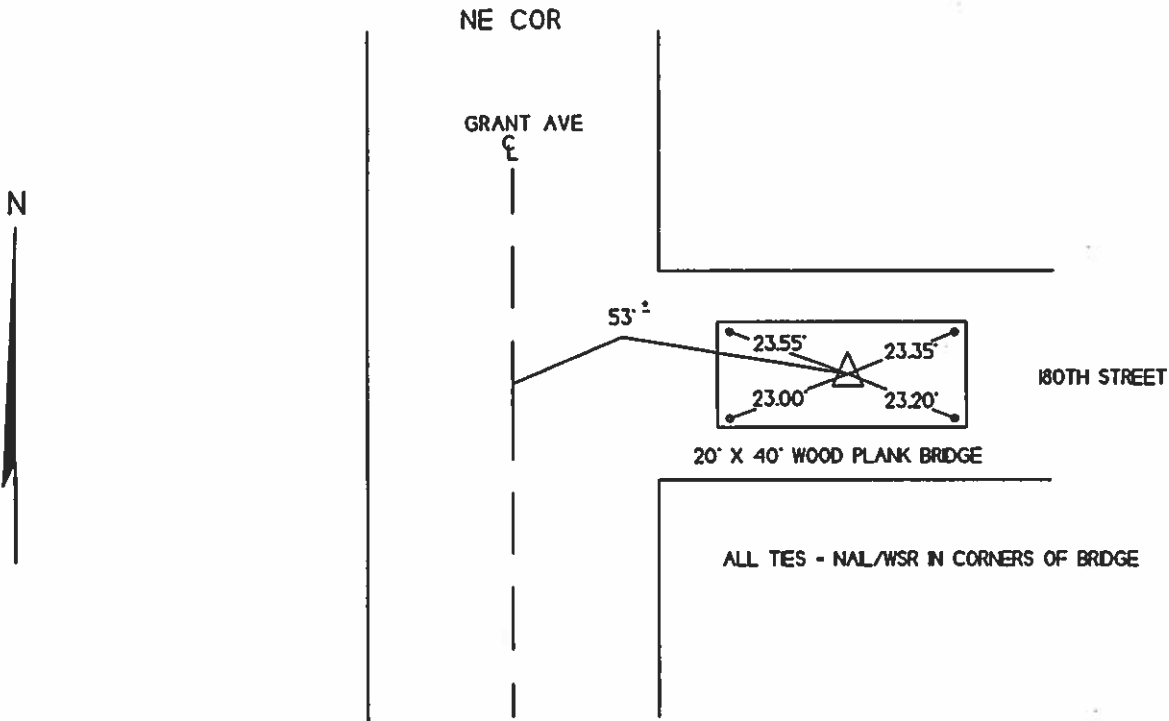 NE COR
GRANT AVE
℄
N
53' ±
23.55'
23.35'
23.00'
23.20'
180TH STREET
20' X 40' WOOD PLANK BRIDGE
ALL TIES - NAIL/WSR IN CORNERS OF BRIDGE